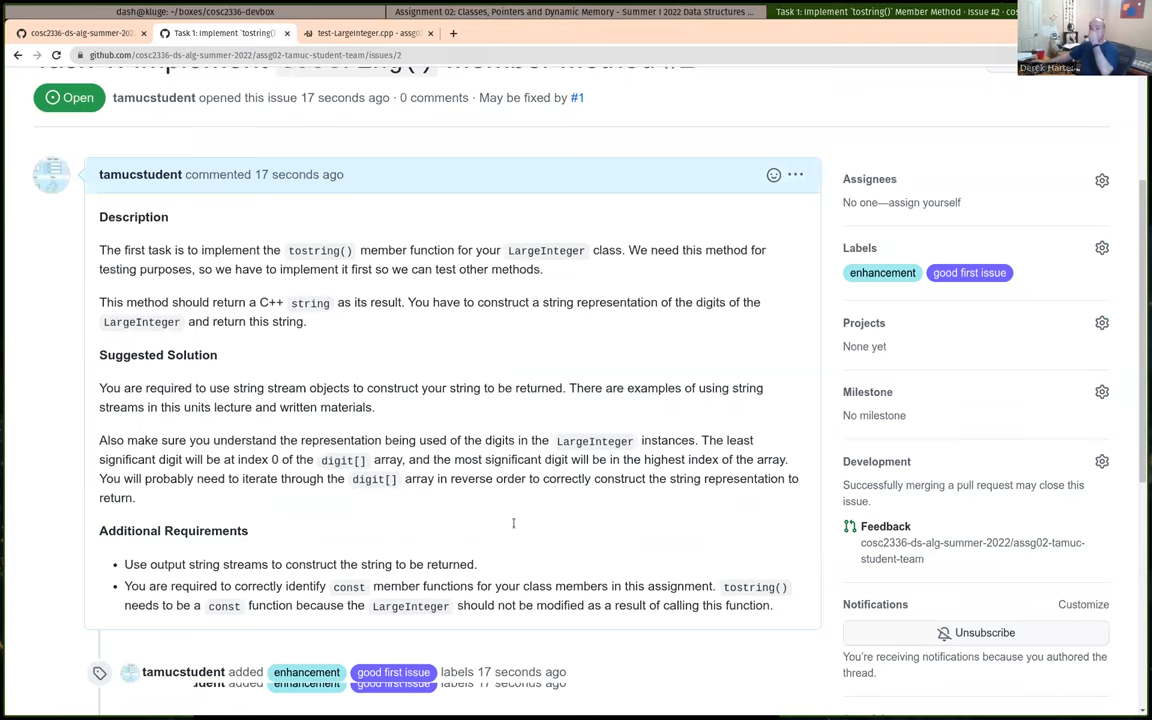 dash@kluge: ~/boxes/cosc2336-devbox
Assignment 02: Classes, Pointers and Dynamic Memory - Summer I 2022 Data Structures ...
Task 1: Implement `tostring()` Member Method · Issue #2 · cos
cosc2336-ds-alg-summer-202
Task 1: Implement `tostring()
test-LargeInteger.cpp - assg0
github.com/cosc2336-ds-alg-summer-2022/assg02-tamuc-student-team/issues/2
Derek Harter
Open
tamucstudent opened this issue 17 seconds ago · 0 comments · May be fixed by #1
tamucstudent commented 17 seconds ago
Description
The first task is to implement the tostring() member function for your LargeInteger class. We need this method for
testing purposes, so we have to implement it first so we can test other methods.
This method should return a C++ string as its result. You have to construct a string representation of the digits of the
LargeInteger and return this string.
Suggested Solution
You are required to use string stream objects to construct your string to be returned. There are examples of using string
streams in this units lecture and written materials.
Also make sure you understand the representation being used of the digits in the LargeInteger instances. The least
significant digit will be at index 0 of the digit[] array, and the most significant digit will be in the highest index of the array.
You will probably need to iterate through the digit[] array in reverse order to correctly construct the string representation to
return.
Additional Requirements
• Use output string streams to construct the string to be returned.
• You are required to correctly identify const member functions for your class members in this assignment. tostring()
needs to be a const function because the LargeInteger should not be modified as a result of calling this function.
tamucstudent added enhancement good first issue labels 17 seconds ago
udent added enhancement good first issue labels 17 seconds ago
Assignees
No one—assign yourself
Labels
enhancement good first issue
Projects
None yet
Milestone
No milestone
Development
Successfully merging a pull request may close this
issue.
Feedback
cosc2336-ds-alg-summer-2022/assg02-tamuc-
student-team
Notifications Customize
Unsubscribe
You're receiving notifications because you authored the
thread.